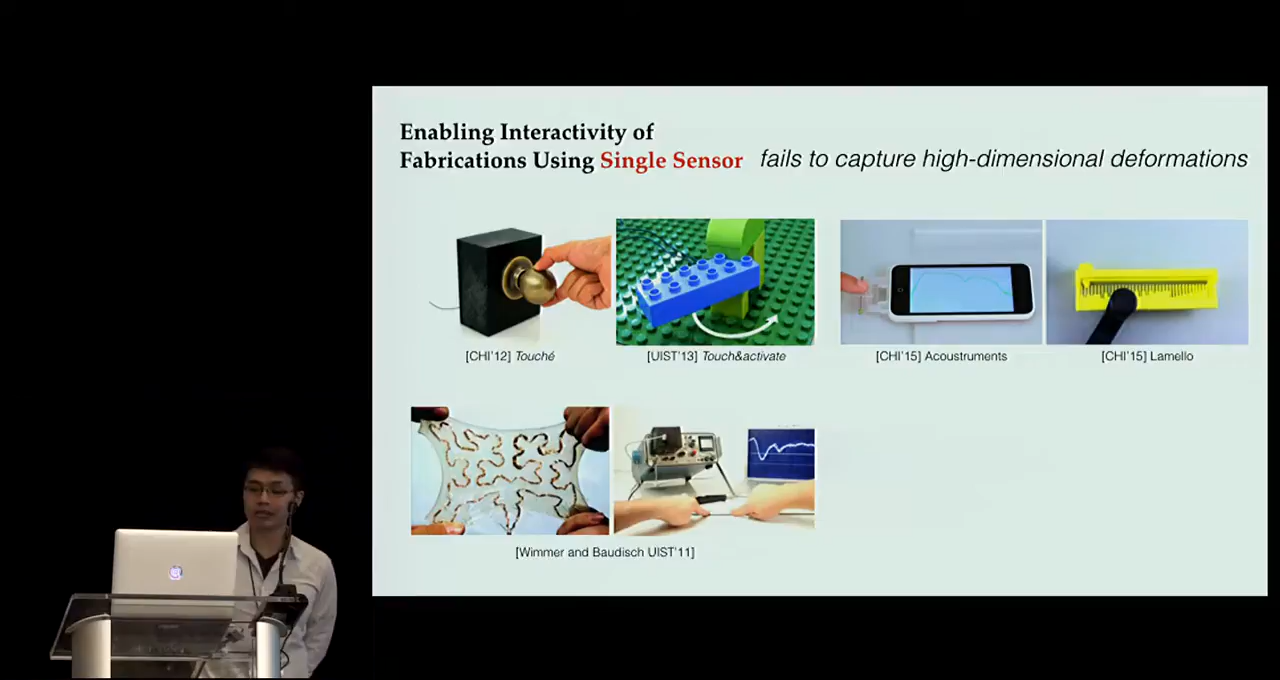 Enabling Interactivity of
Fabrications Using Single Sensor fails to capture high-dimensional deformations
[CHI'12] Touché
[UIST'13] Touch&activate
[CHI'15] Acoustruments
[CHI'15] Lamello
[Wimmer and Baudisch UIST'11]